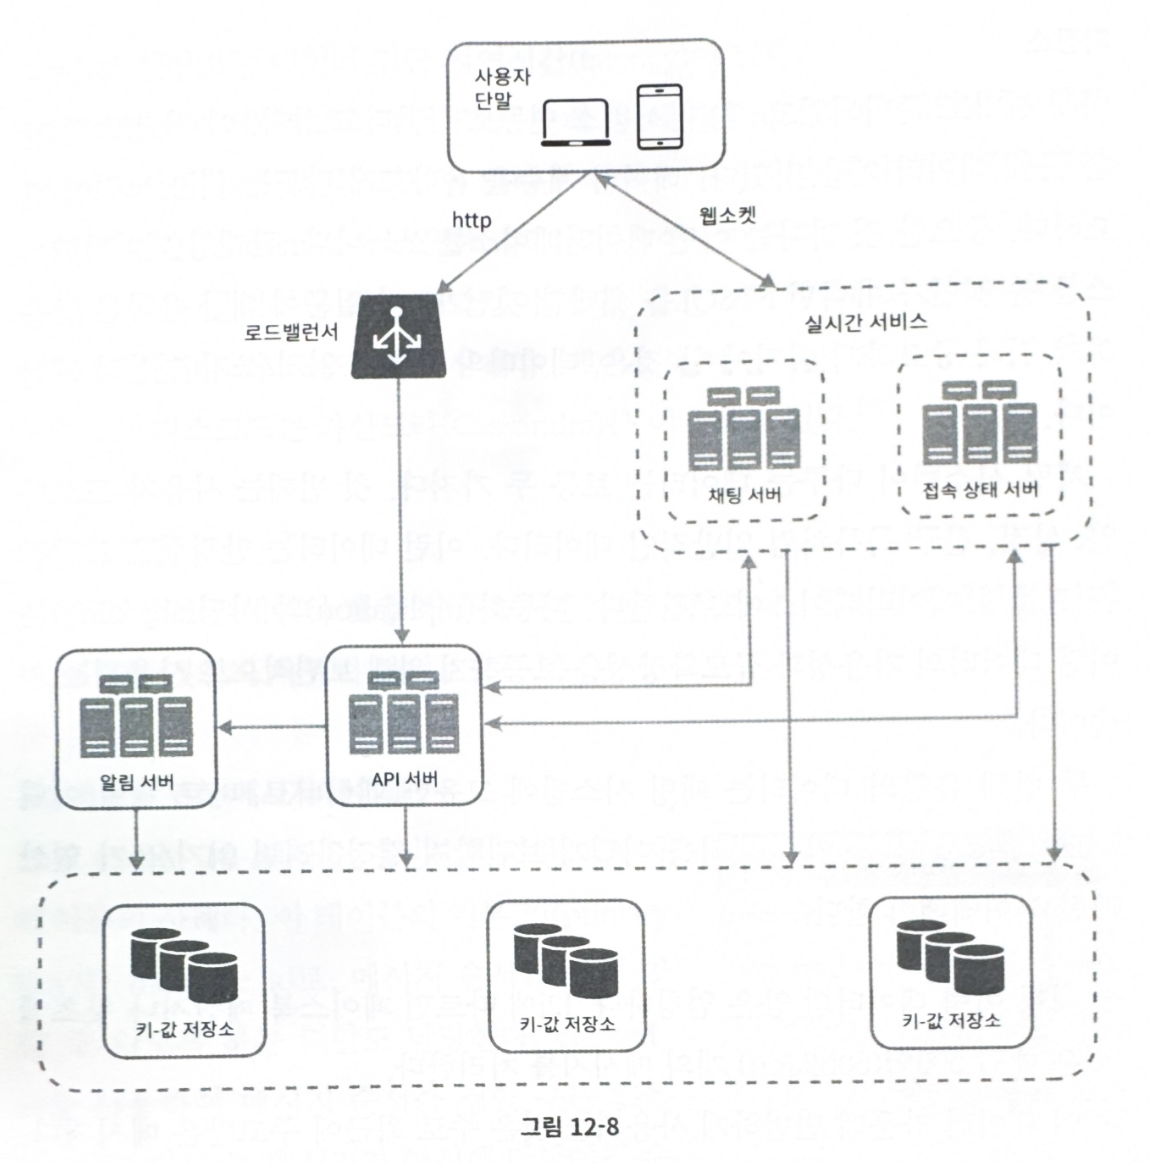 사용자
단말
http
웹소켓
로드밸런서
실시간 서비스
채팅 서버
접속 상태 서버
알림 서버
API 서버
키-값 저장소
키-값 저장소
키-값 저장소
그림 12-8